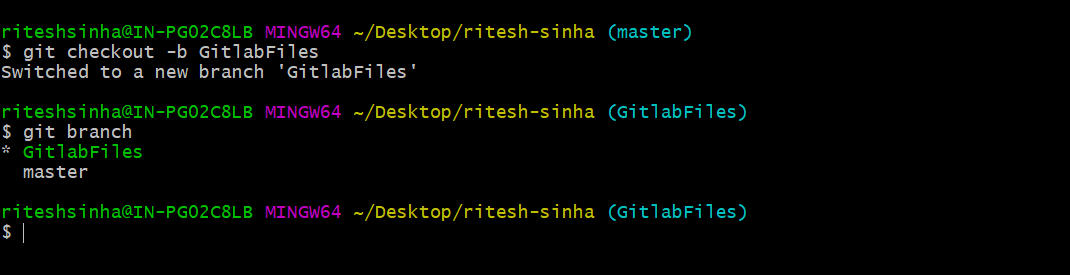 riteshsinha@IN-PG02C8LB MINGW64 ~/Desktop/ritesh-sinha (master)
$ git checkout -b GitlabFiles
Switched to a new branch 'GitlabFiles'
riteshsinha@IN-PG02C8LB MINGW64 ~/Desktop/ritesh-sinha (GitlabFiles)
$ git branch
* GitlabFiles
  master
riteshsinha@IN-PG02C8LB MINGW64 ~/Desktop/ritesh-sinha (GitlabFiles)
$